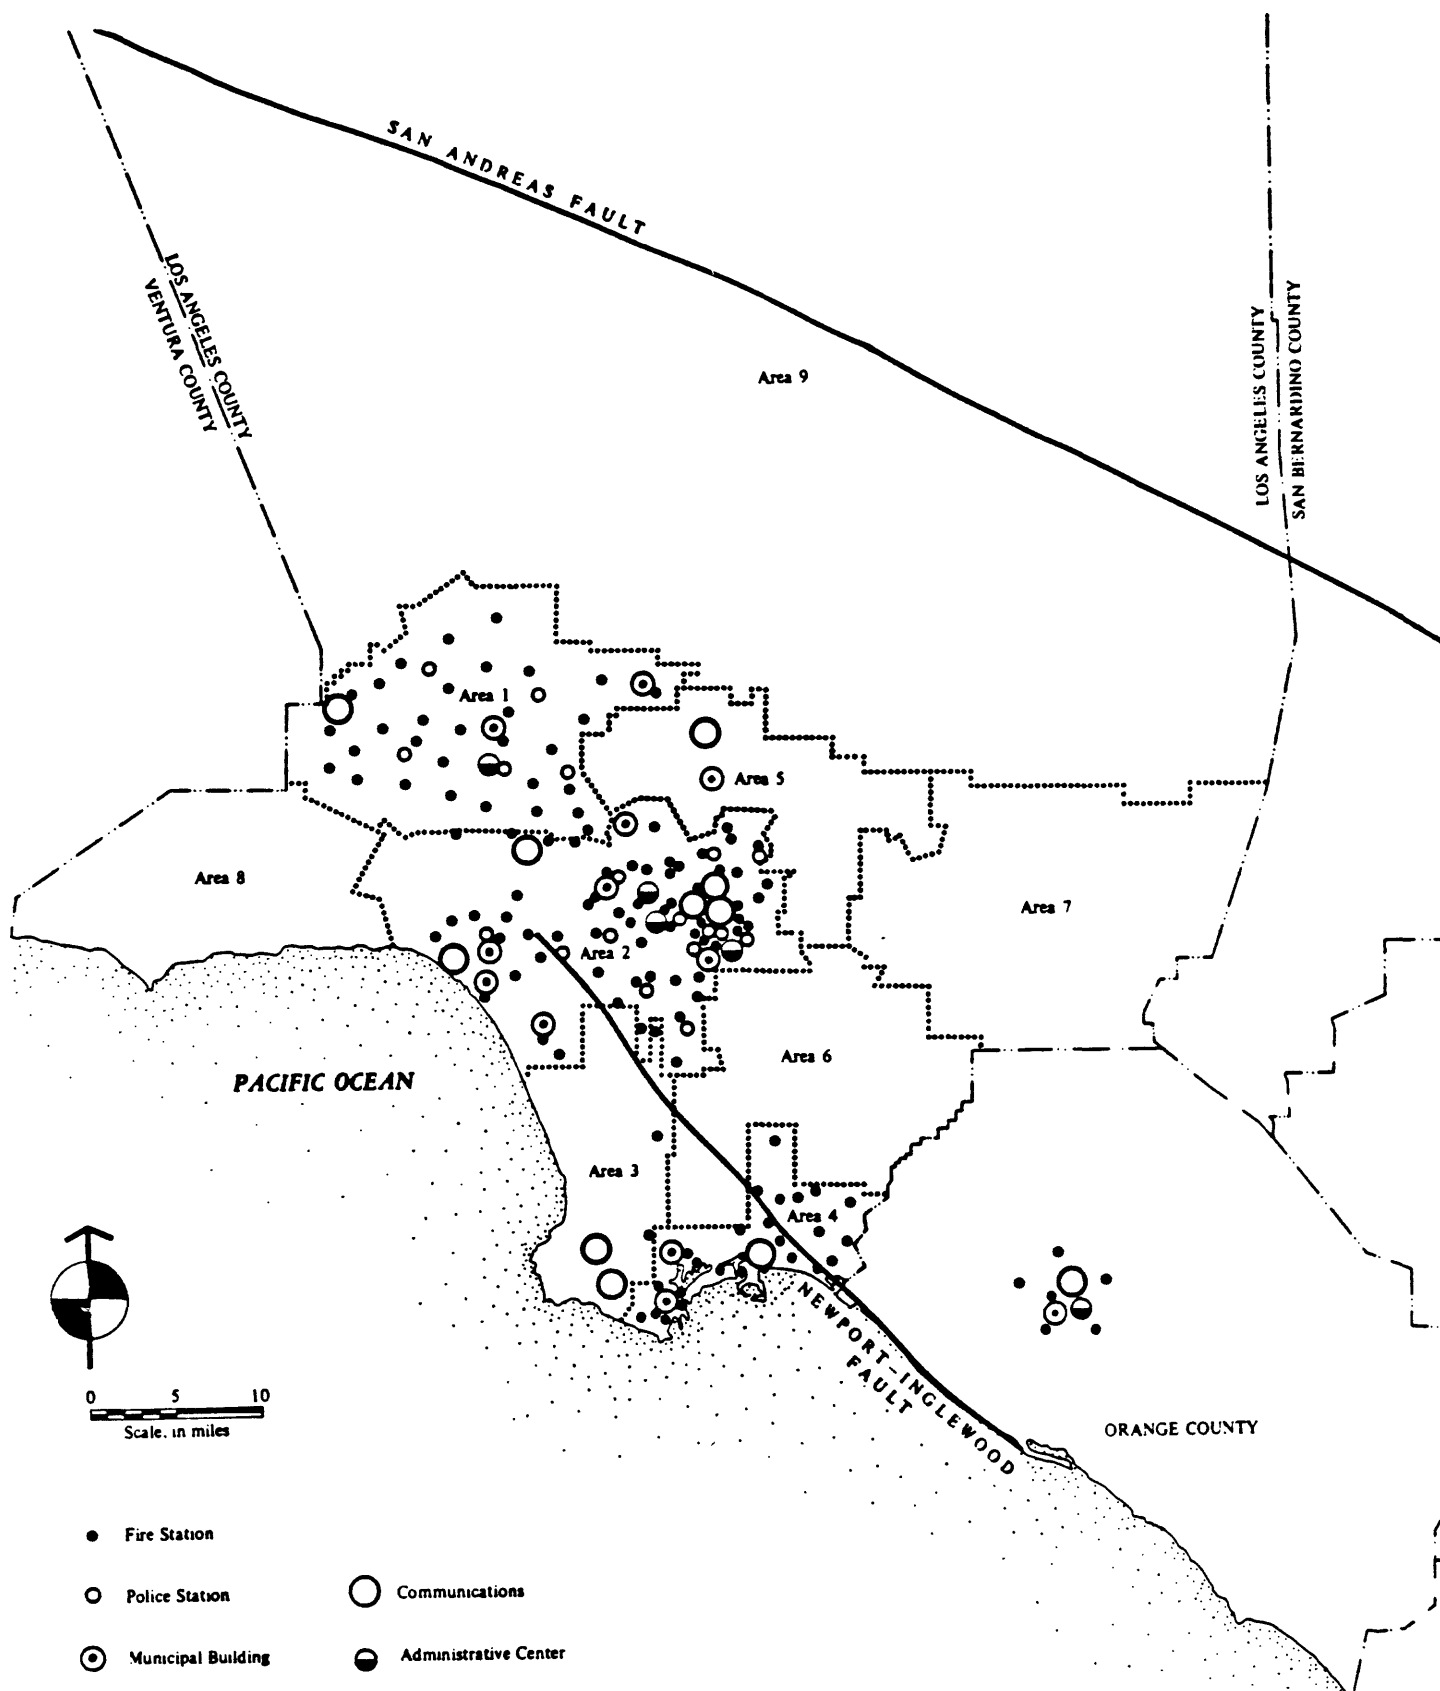 SAN ANDREAS FAULT
LOS ANGELES COUNTY
VENTURA COUNTY
LOS ANGELES COUNTY
SAN BERNARDINO COUNTY
Area 9
Area 1
Area 5
Area 8
Area 7
Area 2
Area 6
PACIFIC OCEAN
Area 3
Area 4
NEWPORT-INGLEWOOD
FAULT
ORANGE COUNTY
0 5 10
Scale, in miles
Fire Station
Police Station
Communications
Municipal Building
Administrative Center